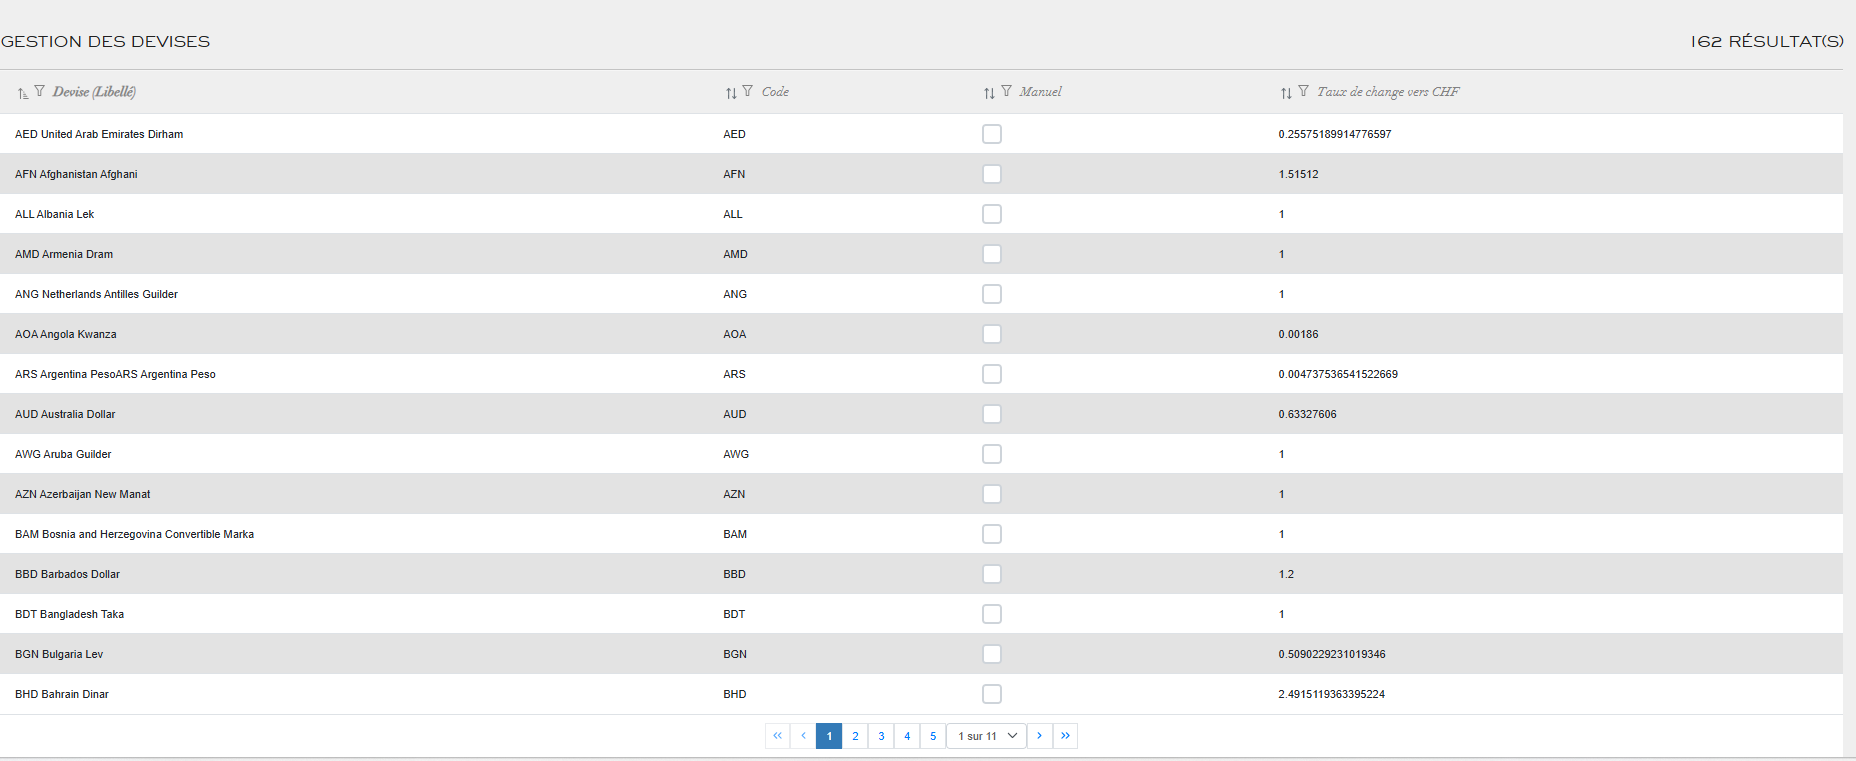 GESTION DES DEVISES 162 RÉSULTAT(S)
Devise (Libellé) Code Manuel Taux de change vers CHF
AED United Arab Emirates Dirham AED 0.25575189914776597
AFN Afghanistan Afghani AFN 1.51512
ALL Albania Lek ALL 1
AMD Armenia Dram AMD 1
ANG Netherlands Antilles Guilder ANG 1
AOA Angola Kwanza AOA 0.00186
ARS Argentina PesoARS Argentina Peso ARS 0.004737536541522669
AUD Australia Dollar AUD 0.63327606
AWG Aruba Guilder AWG 1
AZN Azerbaijan New Manat AZN 1
BAM Bosnia and Herzegovina Convertible Marka BAM 1
BBD Barbados Dollar BBD 1.2
BDT Bangladesh Taka BDT 1
BGN Bulgaria Lev BGN 0.5090229231019346
BHD Bahrain Dinar BHD 2.4915119363395224
« ‹ 1 2 3 4 5 1 sur 11 › »